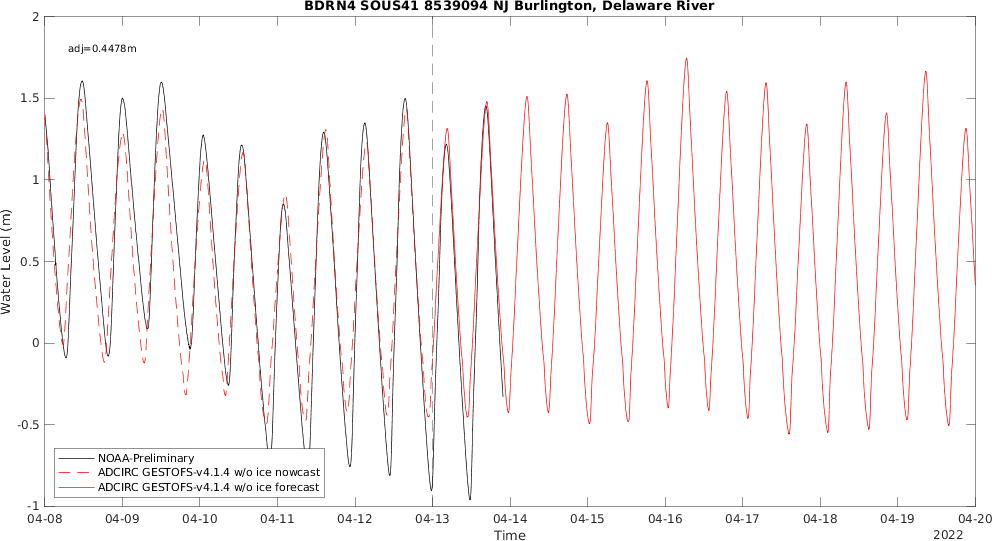 BDRN4 SOUS41 8539094 NJ Burlington, Delaware River
adj=0.4478m
2
1.5
1
0.5
0
-0.5
-1
Water Level (m)
NOAA-Preliminary
ADCIRC GESTOFS-v4.1.4 w/o ice nowcast
ADCIRC GESTOFS-v4.1.4 w/o ice forecast
04-08 04-09 04-10 04-11 04-12 04-13 04-14 04-15 04-16 04-17 04-18 04-19 04-20
Time
2022